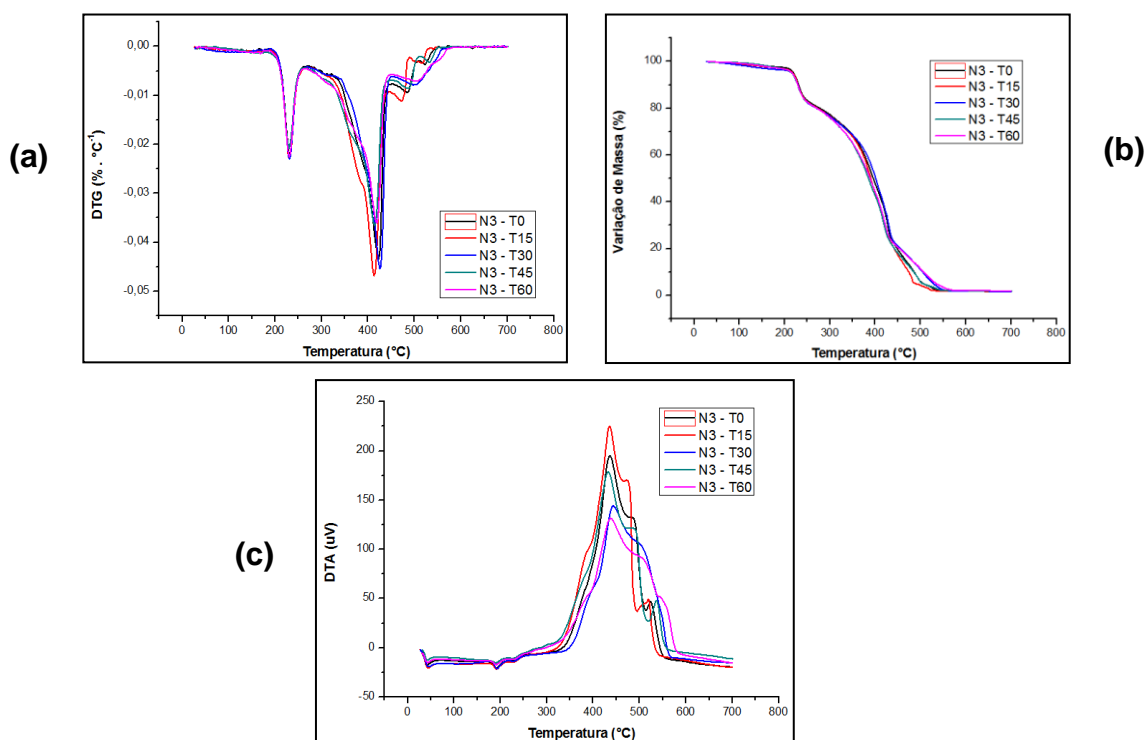 (a)
0,00
-0,01
-0,02
-0,03
-0,04
-0,05
DTG (% . °C⁻¹)
N3 - T0
N3 - T15
N3 - T30
N3 - T45
N3 - T60
0 100 200 300 400 500 600 700 800
Temperatura (°C)
(b)
100
80
60
40
20
0
Variação de Massa (%)
N3 - T0
N3 - T15
N3 - T30
N3 - T45
N3 - T60
0 100 200 300 400 500 600 700 800
Temperatura (°C)
(c)
250
200
150
100
50
0
-50
DTA (uV)
N3 - T0
N3 - T15
N3 - T30
N3 - T45
N3 - T60
0 100 200 300 400 500 600 700 800
Temperatura (°C)